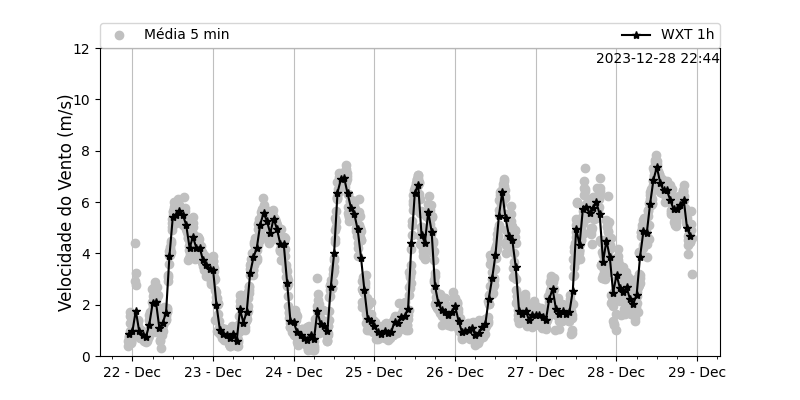 Média 5 min
WXT 1h
2023-12-28 22:44
Velocidade do Vento (m/s)
12
10
8
6
4
2
0
22 - Dec 23 - Dec 24 - Dec 25 - Dec 26 - Dec 27 - Dec 28 - Dec 29 - Dec